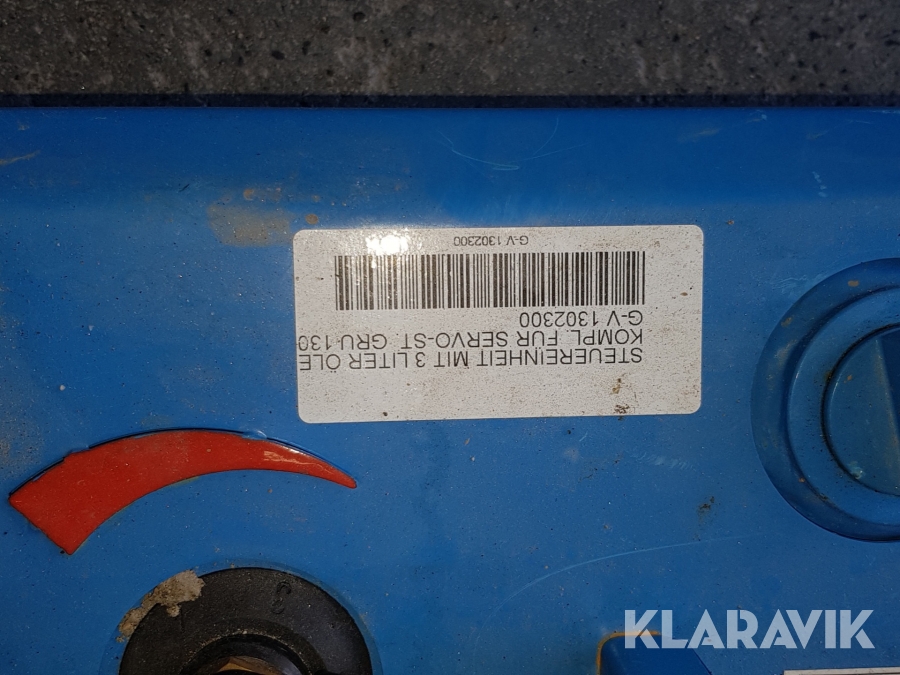 STEUEREINHEIT MIT 3 LITER ÖLE
KOMPL. FUR SERVO-ST. GRU 130
G-V 1302300
G-V 1302300
KLARAVIK